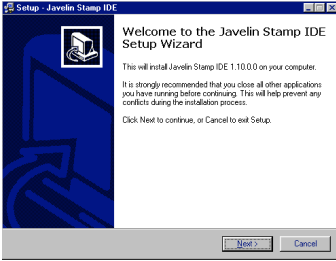 Setup - Javelin Stamp IDE
Welcome to the Javelin Stamp IDE
Setup Wizard
This will install Javelin Stamp IDE 1.10.0.0 on your computer.
It is strongly recommended that you close all other applications
you have running before continuing. This will help prevent any
conflicts during the installation process.
Click Next to continue, or Cancel to exit Setup.
Next > Cancel